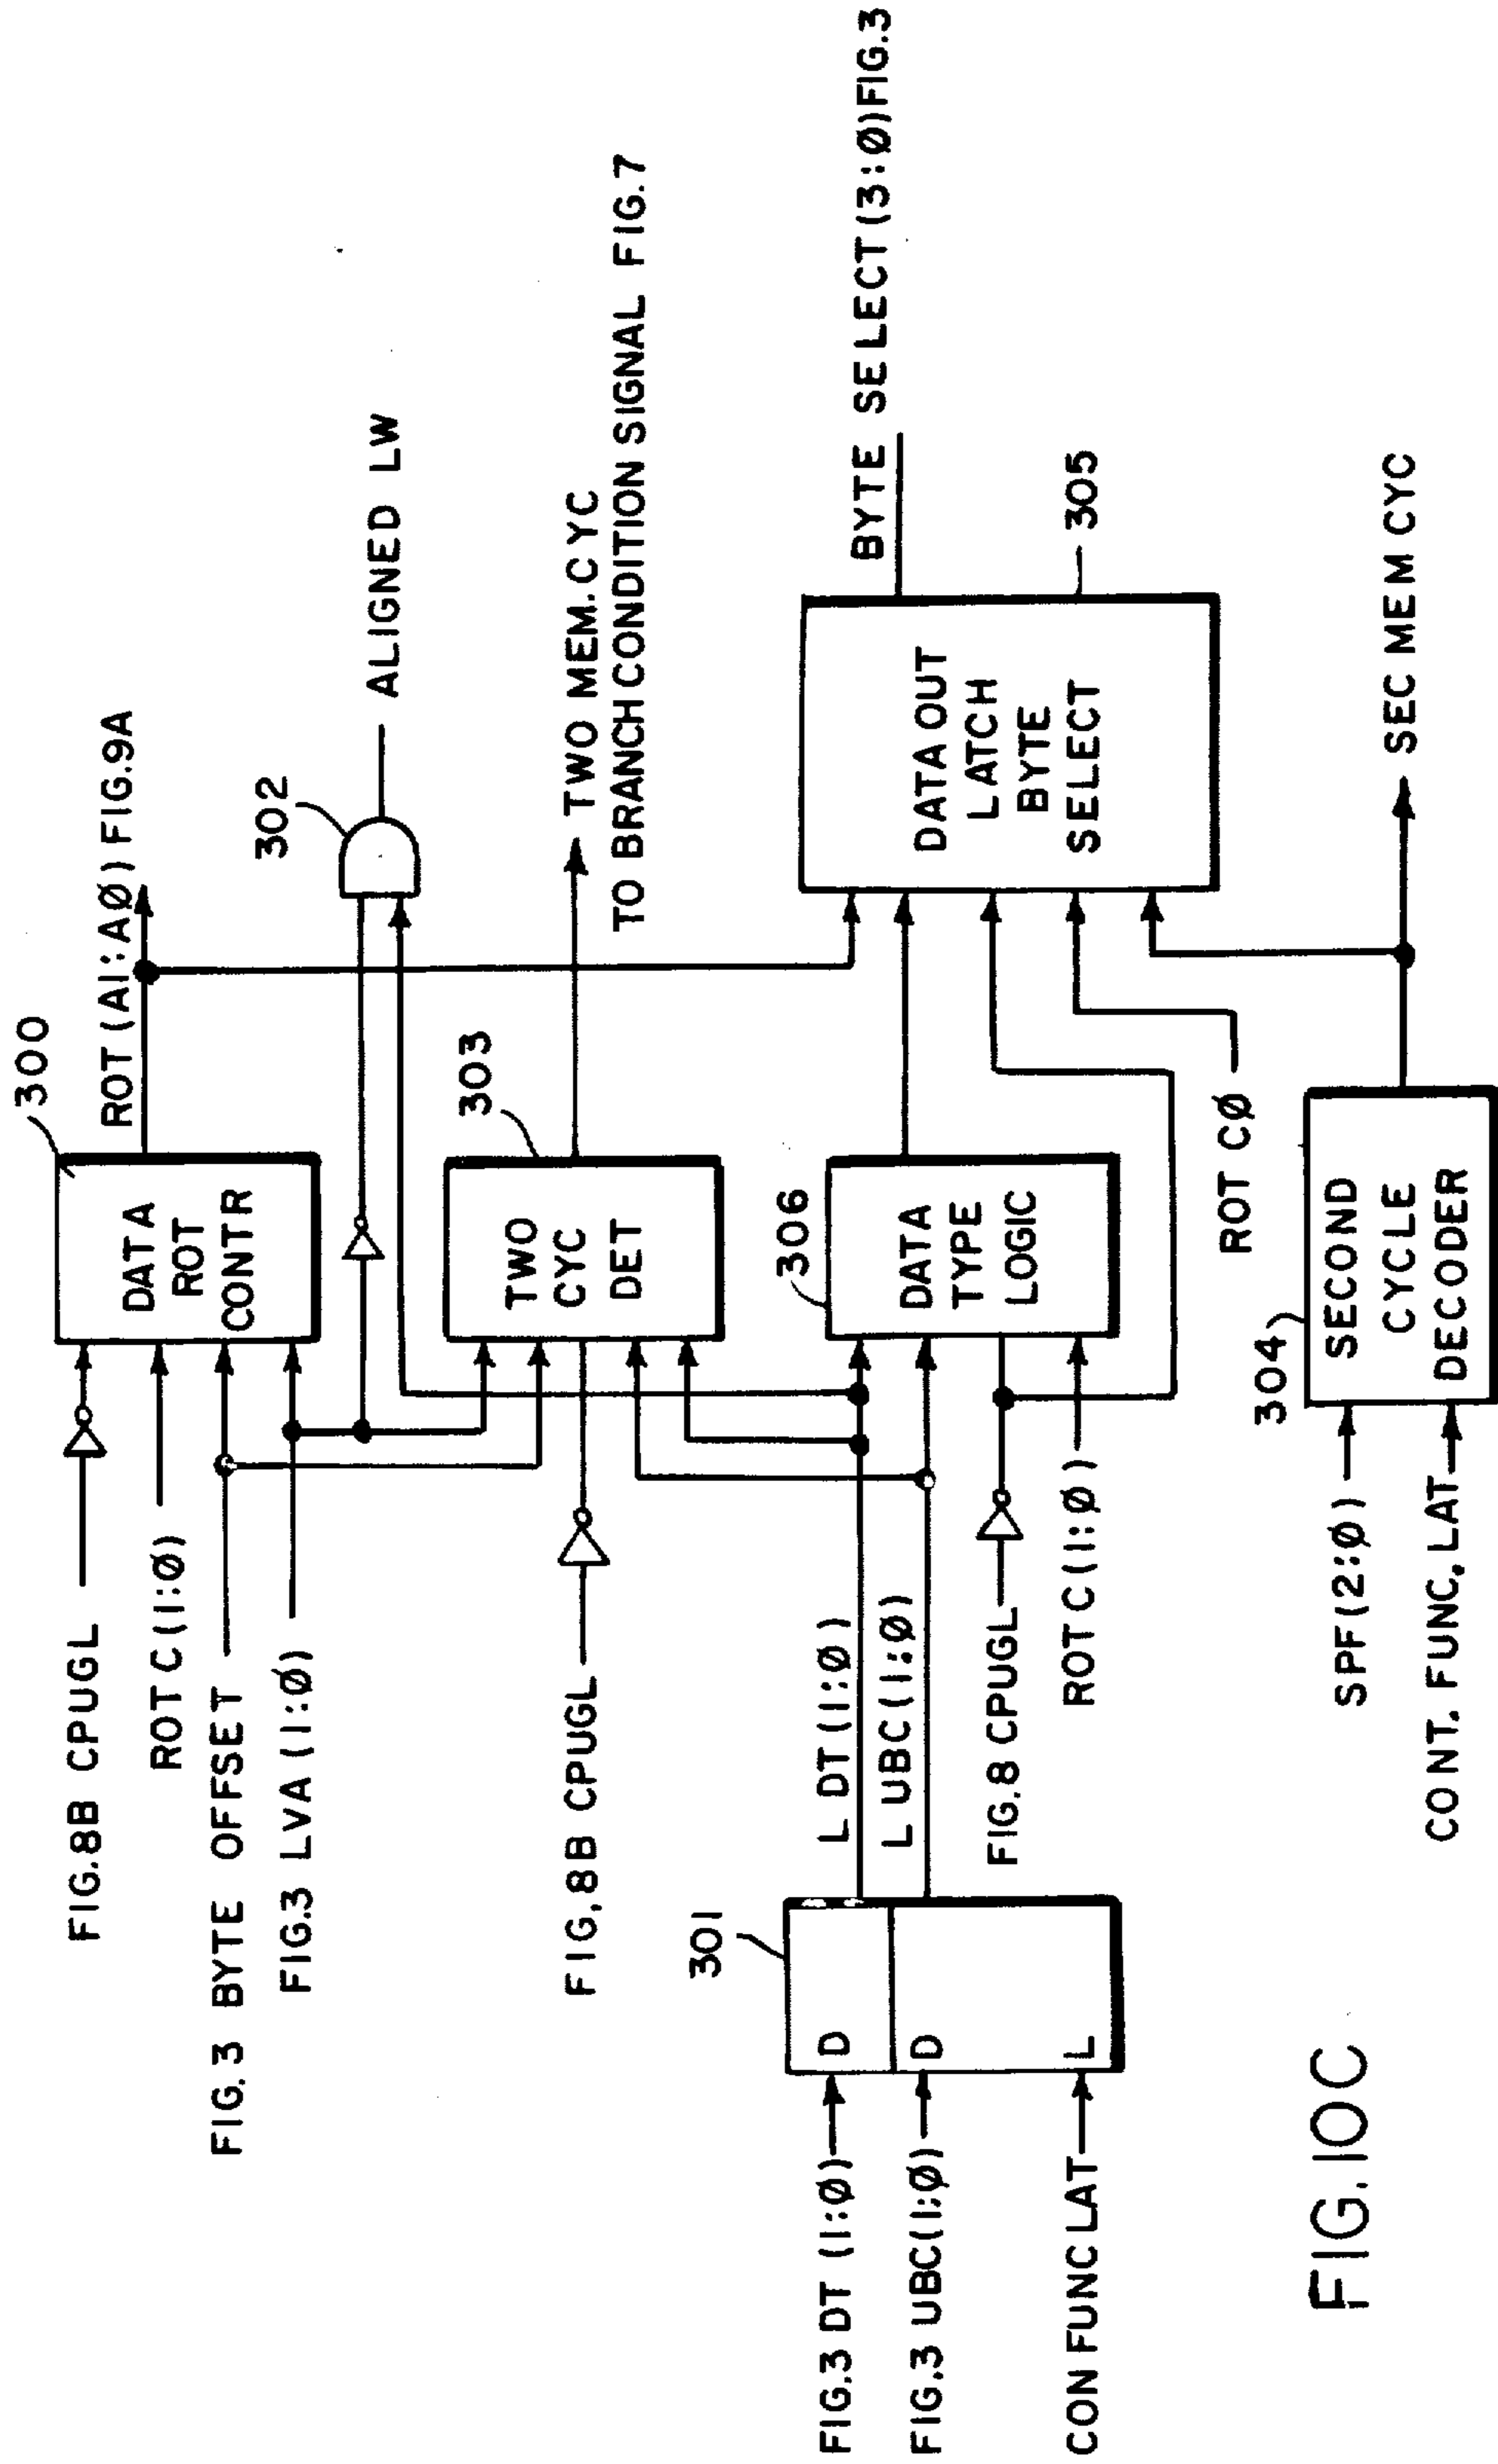 300
ROT(A1:AØ)FIG.9A
FIG.8B CPUGL
ROT C(1:Ø)
FIG. 3 BYTE OFFSET
FIG.3 LVA(1:Ø)
DATA
ROT
CONTR
302
ALIGNED LW
303
TWO MEM.CYC
TO BRANCH CONDITION SIGNAL FIG.7
FIG,8B CPUGL
TWO
CYC
DET
301
FIG.3 DT (1:Ø)
FIG.3 UBC(1:Ø)
CON FUNC LAT
D
D
L
L DT(1:Ø)
L UBC(1:Ø)
FIG.8 CPUGL
ROT C(1:Ø)
306
DATA
TYPE
LOGIC
BYTE SELECT(3:Ø)FIG.3
DATA OUT
LATCH
BYTE
SELECT
305
ROT CØ
304
SPF(2:Ø)
CONT. FUNC. LAT
SECOND
CYCLE
DECODER
SEC MEM CYC
FIG.10C